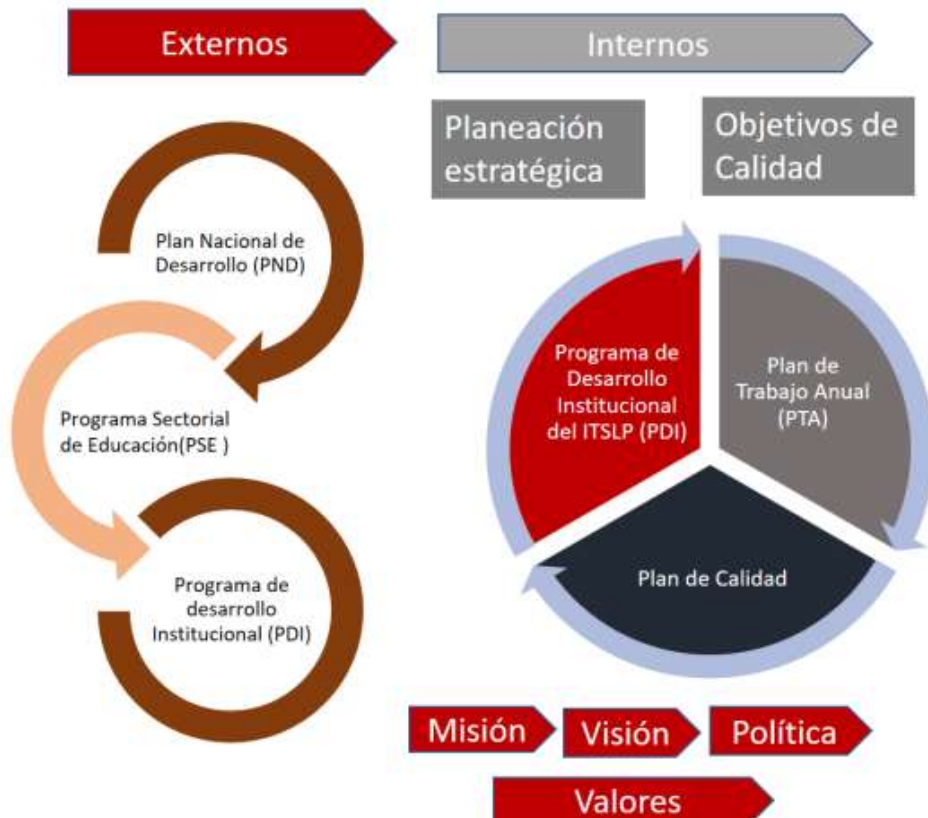 Externos
Internos
Planeación
estratégica
Objetivos de
Calidad
Plan Nacional de
Desarrollo (PND)
Programa Sectorial
de Educación(PSE )
Programa de
desarrollo
Institucional (PDI)
Programa de
Desarrollo
Institucional
del ITSLP (PDI)
Plan de
Trabajo Anual
(PTA)
Plan de Calidad
Misión
Visión
Política
Valores